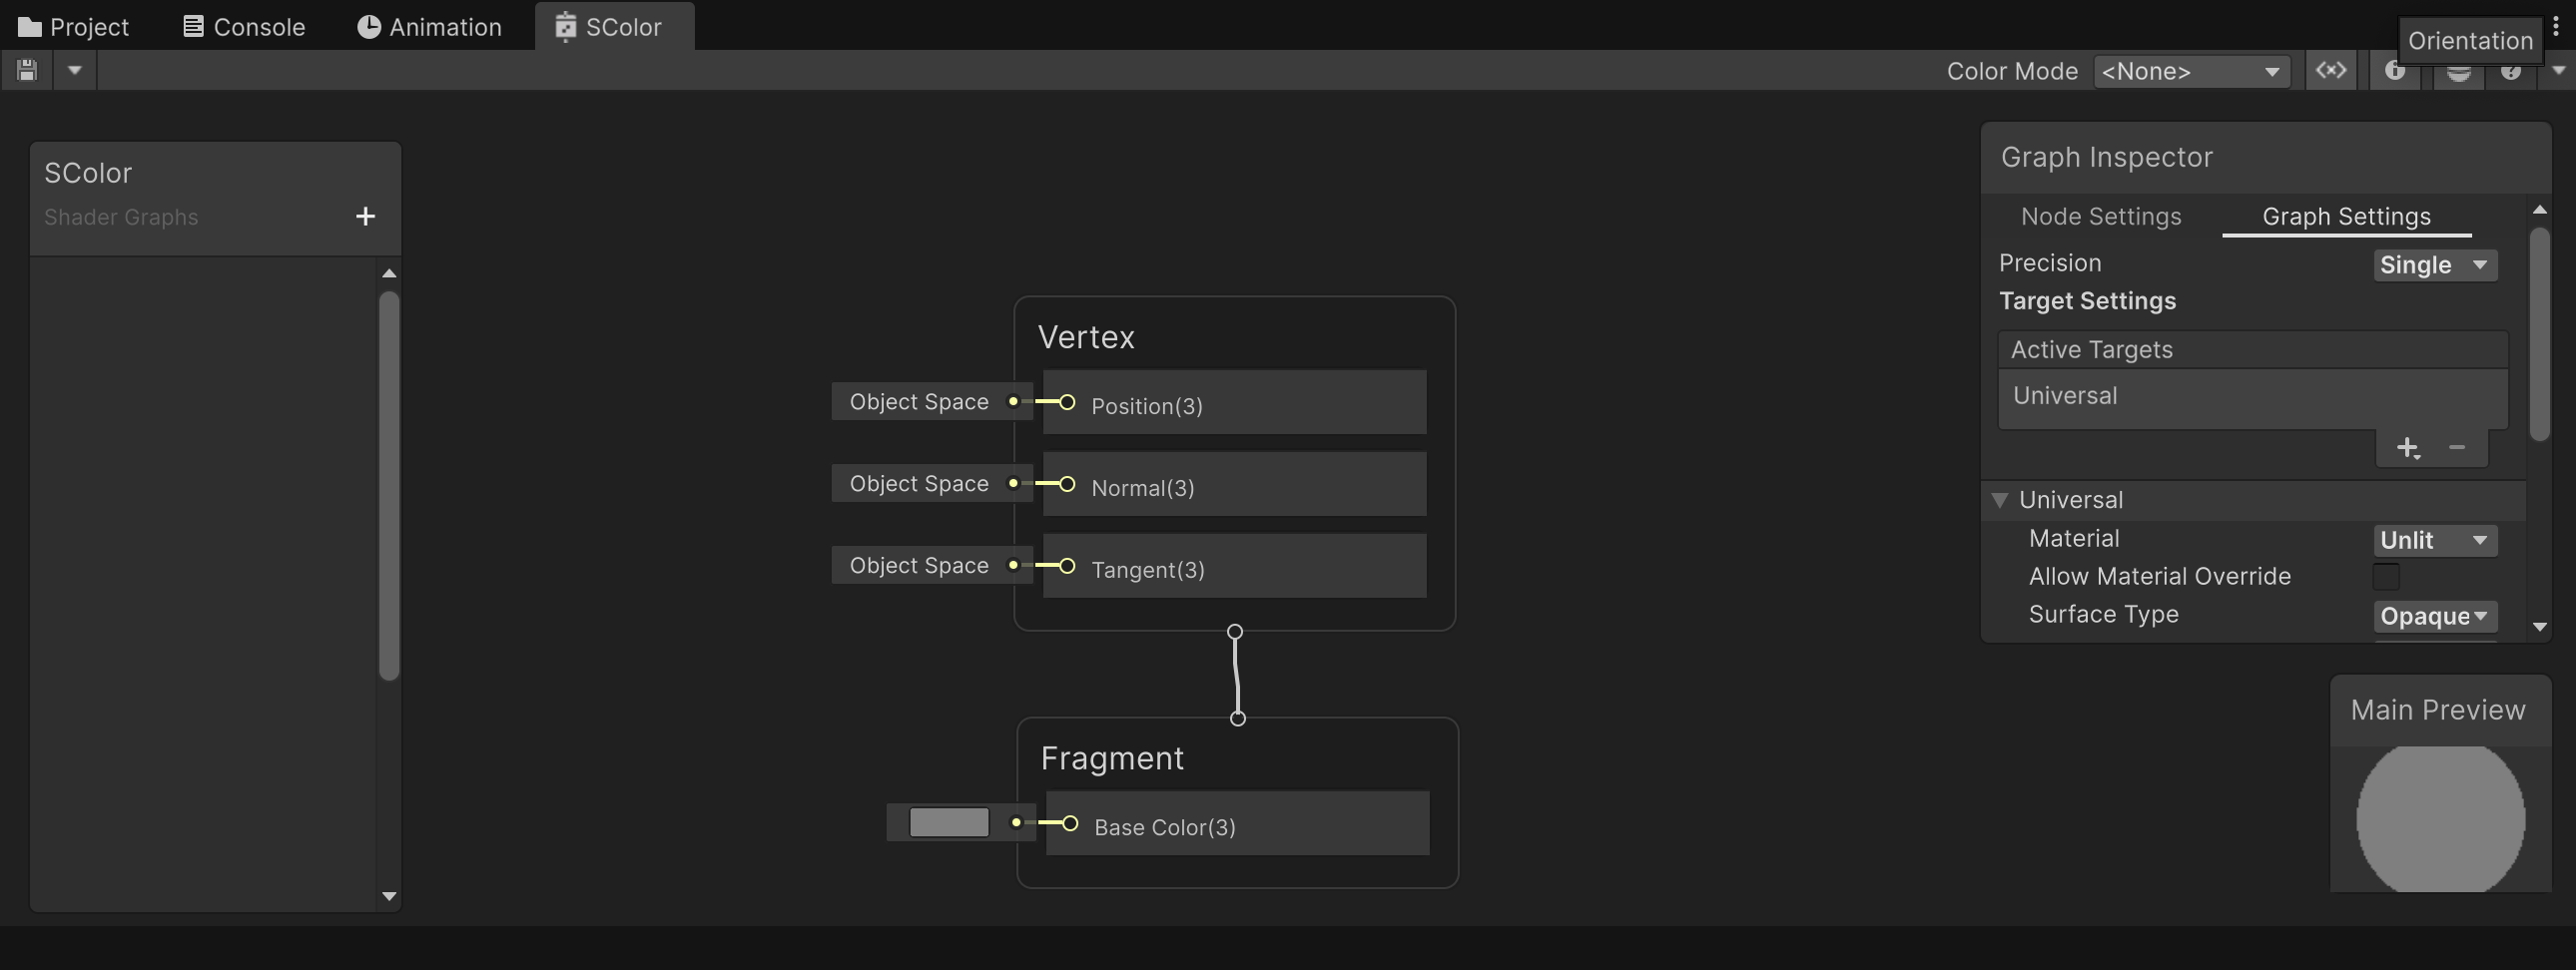 Project
Console
Animation
SColor
Orientation
Color Mode
<None>
SColor
Shader Graphs
Graph Inspector
Node Settings
Graph Settings
Precision
Single
Target Settings
Active Targets
Universal
Universal
Material
Unlit
Allow Material Override
Surface Type
Opaque
Vertex
Object Space
Position(3)
Object Space
Normal(3)
Object Space
Tangent(3)
Fragment
Base Color(3)
Main Preview